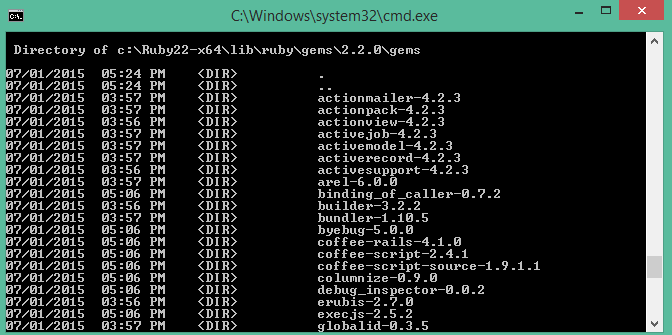 C:\Windows\system32\cmd.exe
Directory of c:\Ruby22-x64\lib\ruby\gems\2.2.0\gems
07/01/2015 05:24 PM <DIR> .
07/01/2015 05:24 PM <DIR> ..
07/01/2015 03:57 PM <DIR> actionmailer-4.2.3
07/01/2015 03:57 PM <DIR> actionpack-4.2.3
07/01/2015 03:56 PM <DIR> actionview-4.2.3
07/01/2015 03:57 PM <DIR> activejob-4.2.3
07/01/2015 03:57 PM <DIR> activemodel-4.2.3
07/01/2015 03:57 PM <DIR> activerecord-4.2.3
07/01/2015 03:56 PM <DIR> activesupport-4.2.3
07/01/2015 03:57 PM <DIR> arel-6.0.0
07/01/2015 05:06 PM <DIR> binding_of_caller-0.7.2
07/01/2015 03:56 PM <DIR> builder-3.2.2
07/01/2015 03:57 PM <DIR> bundler-1.10.5
07/01/2015 05:06 PM <DIR> byebug-5.0.0
07/01/2015 05:06 PM <DIR> coffee-rails-4.1.0
07/01/2015 05:06 PM <DIR> coffee-script-2.4.1
07/01/2015 05:06 PM <DIR> coffee-script-source-1.9.1.1
07/01/2015 05:06 PM <DIR> columnize-0.9.0
07/01/2015 05:06 PM <DIR> debug_inspector-0.0.2
07/01/2015 03:56 PM <DIR> erubis-2.7.0
07/01/2015 05:06 PM <DIR> execjs-2.5.2
07/01/2015 03:57 PM <DIR> globalid-0.3.5